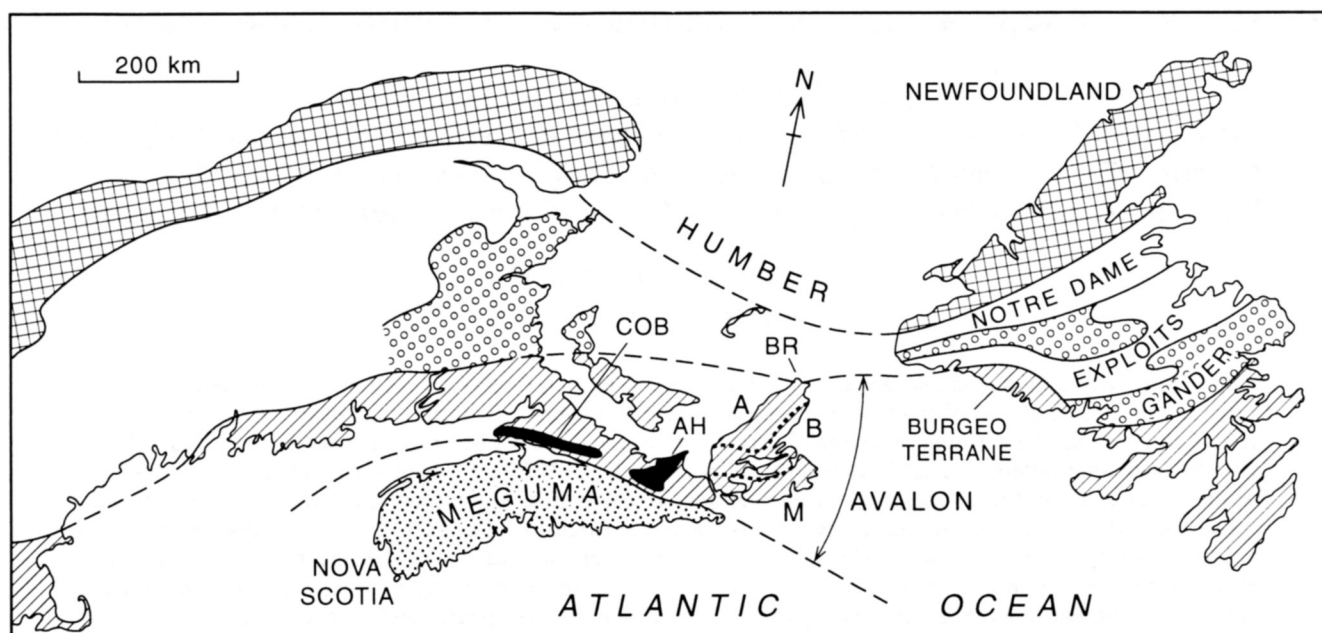 200 km
N
NEWFOUNDLAND
HUMBER
NOTRE DAME
COB
BR
EXPLOITS
GANDER
A
B
AH
BURGEO
TERRANE
MEGUMA
M
AVALON
NOVA
SCOTIA
ATLANTIC OCEAN